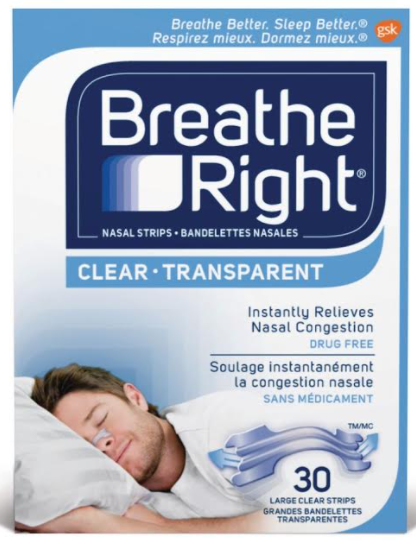 Breathe Better. Sleep Better.®
Respirez mieux. Dormez mieux.®
gsk
Breathe
Right®
NASAL STRIPS • BANDELETTES NASALES
CLEAR • TRANSPARENT
Instantly Relieves
Nasal Congestion
DRUG FREE
Soulage instantanément
la congestion nasale
SANS MÉDICAMENT
TM/MC
30
LARGE CLEAR STRIPS
GRANDES BANDELETTES
TRANSPARENTES